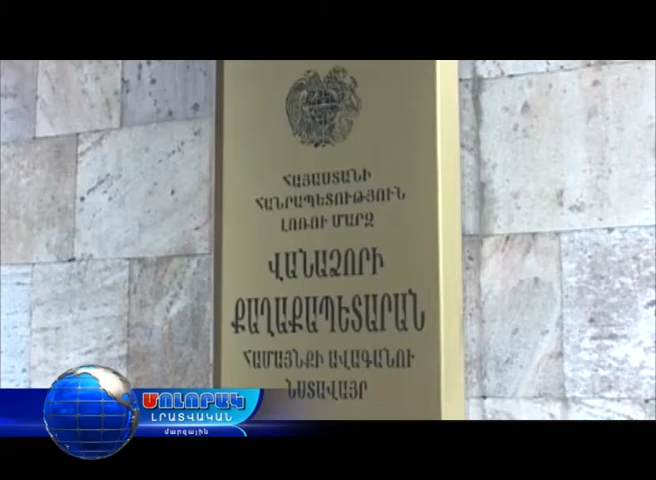 ՀԱՅԱՍՏԱՆԻ
ՀԱՆՐԱՊԵՏՈՒԹՅՈՒՆ
ԼՈՌՈՒ ՄԱՐԶ
ՎԱՆԱՁՈՐԻ
ՔԱՂԱՔԱՊԵՏԱՐԱՆ
ՀԱՄԱՅՆՔԻ ԱՎԱԳԱՆՈՒ
ՆՍՏԱՎԱՅՐ
ՄՈԼՈՐԱԿ
ԼՐԱՏՎԱԿԱՆ
մարզային